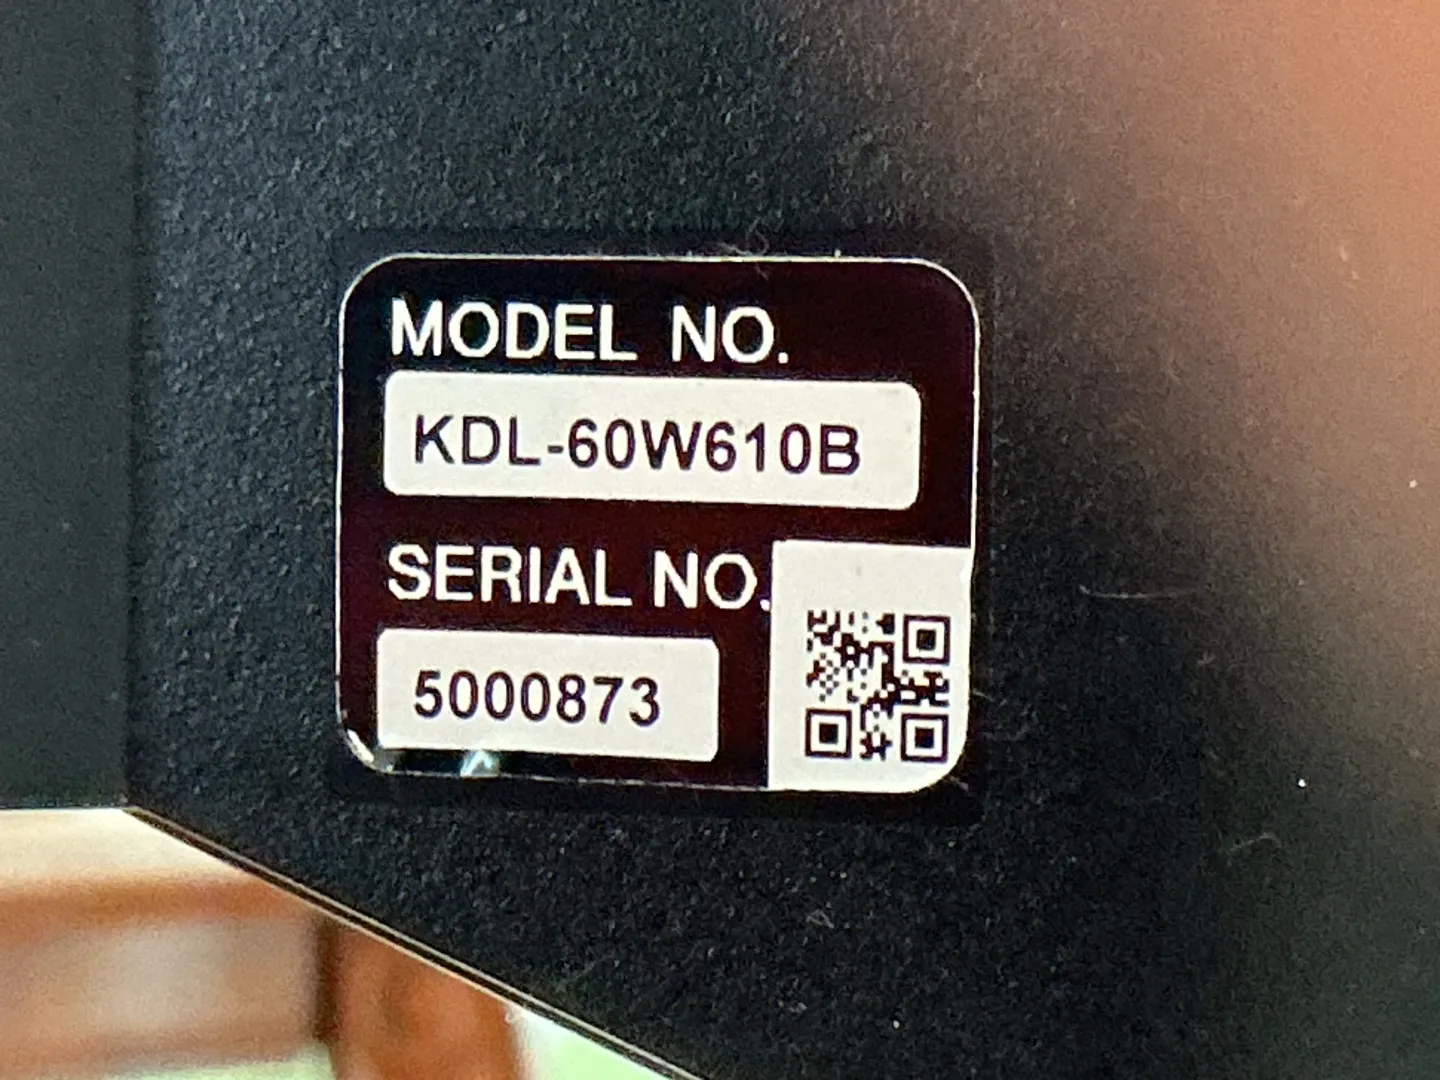 MODEL NO.
KDL-60W610B
SERIAL NO.
5000873